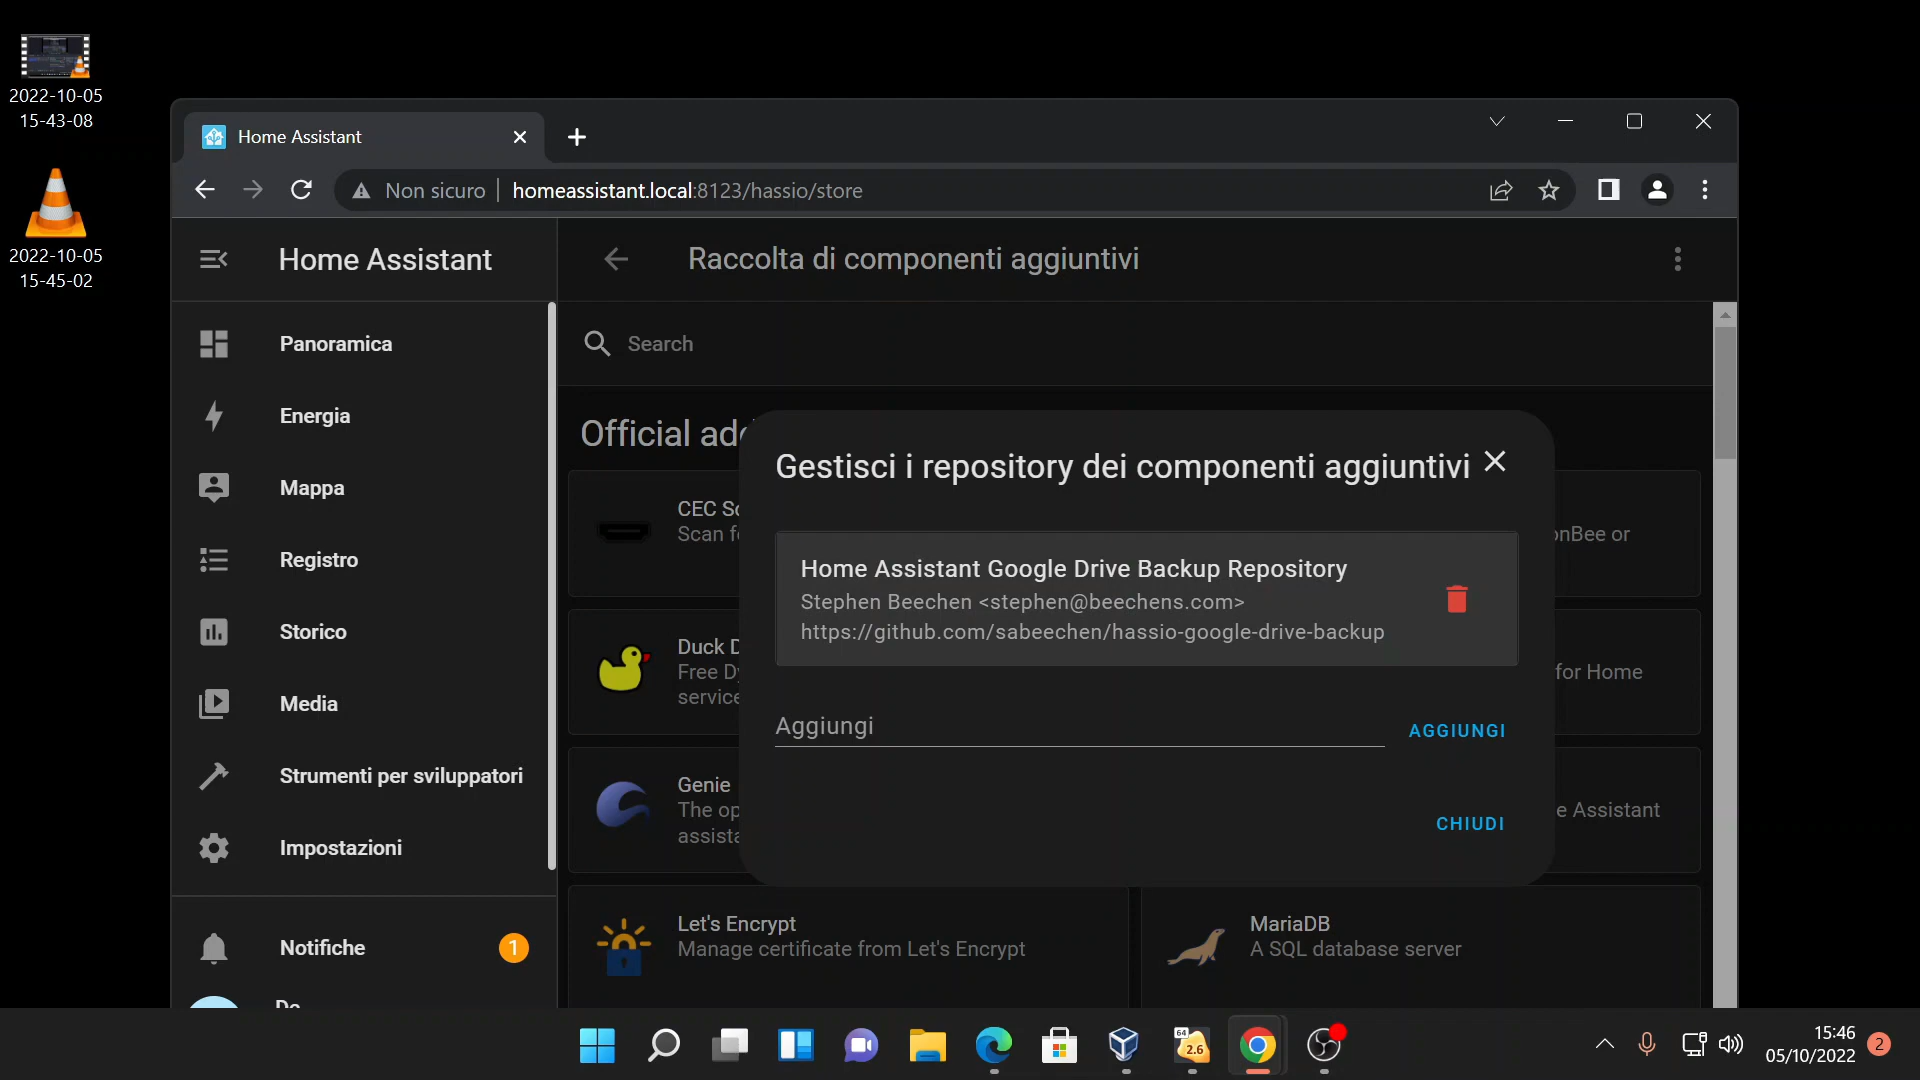 2022-10-05
15-43-08
2022-10-05
15-45-02
Home Assistant
Non sicuro
homeassistant.local:8123/hassio/store
Home Assistant
Raccolta di componenti aggiuntivi
Panoramica
Energia
Mappa
Registro
Storico
Media
Strumenti per sviluppatori
Impostazioni
Notifiche
1
Search
Official
CEC
Scan
Duck
Free
service
Genie
The
Gestisci i repository dei componenti aggiuntivi
Home Assistant Google Drive Backup Repository
Stephen Beechen <stephen@beechens.com>
https://github.com/sabeechen/hassio-google-drive-backup
Aggiungi
AGGIUNGI
CHIUDI
or
for Home
Assistant
Let's Encrypt
Manage certificate from Let's Encrypt
MariaDB
A SQL database server
64
2.6
15:46
05/10/2022
2